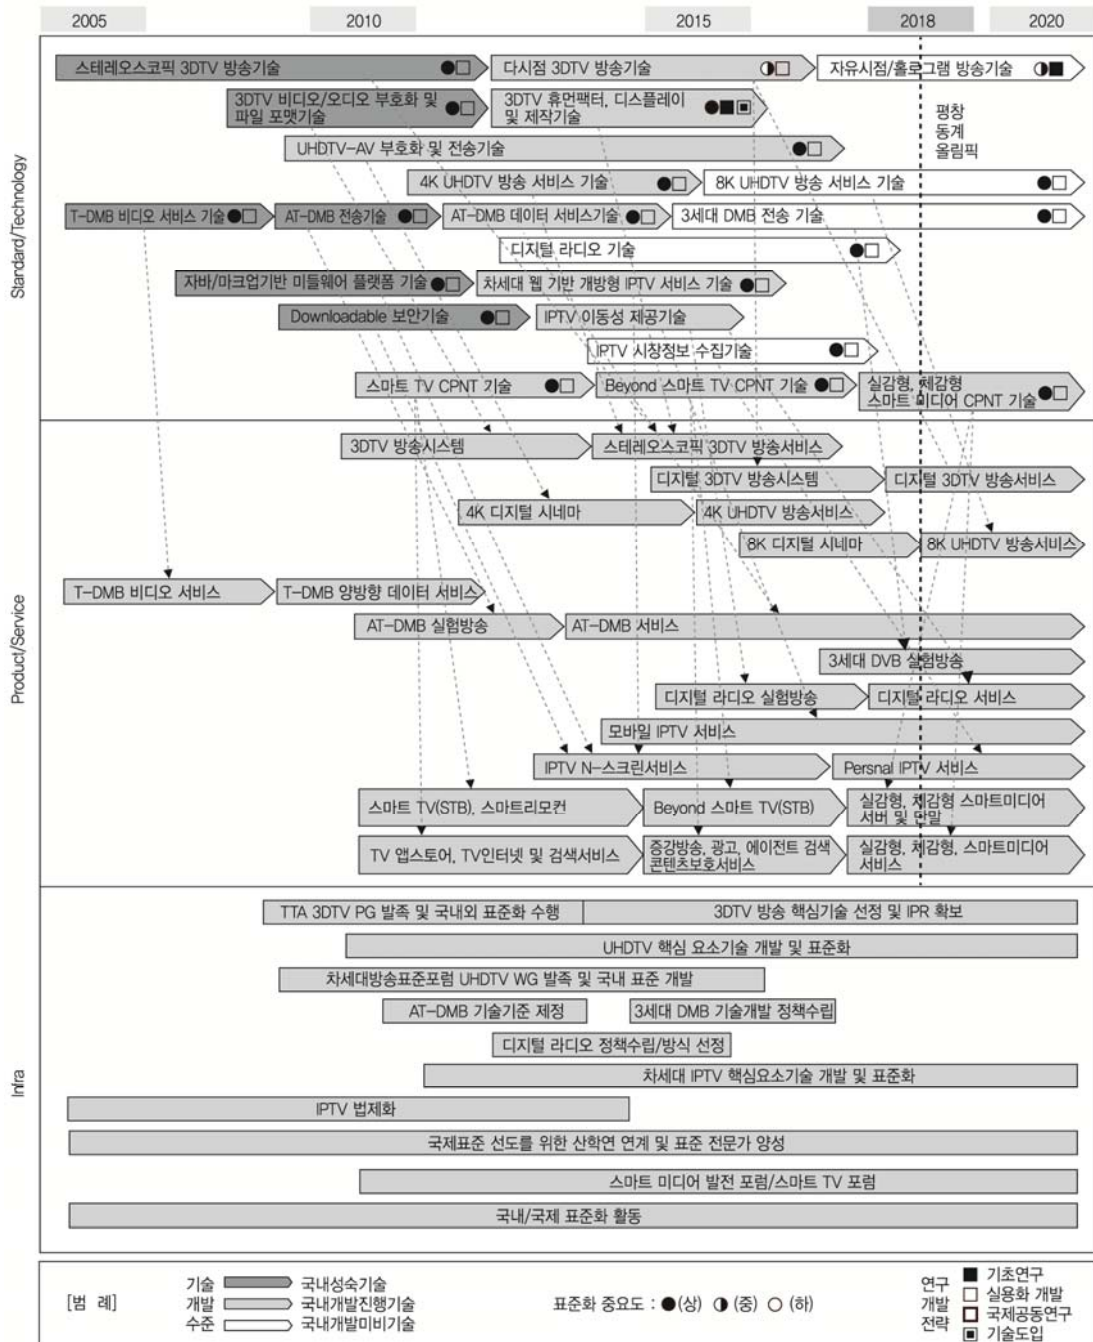 2005 2010 2015 2018 2020
Standard/Technology
스테레오스코픽 3DTV 방송기술
다시점 3DTV 방송기술
자유시점/홀로그램 방송기술
3DTV 비디오/오디오 부호화 및
파일 포맷기술
3DTV 휴먼팩터, 디스플레이
및 제작기술
평창
동계
올림픽
UHDTV-AV 부호화 및 전송기술
4K UHDTV 방송 서비스 기술
8K UHDTV 방송 서비스 기술
T-DMB 비디오 서비스 기술
AT-DMB 전송기술
AT-DMB 데이터 서비스기술
3세대 DMB 전송 기술
디지털 라디오 기술
자바/마크업기반 미들웨어 플랫폼 기술
차세대 웹 기반 개방형 IPTV 서비스 기술
Downloadable 보안기술
IPTV 이동성 제공기술
IPTV 시창정보 수집기술
스마트 TV CPNT 기술
Beyond 스마트 TV CPNT 기술
실감형, 체감형
스마트 미디어 CPNT 기술
Product/Service
3DTV 방송시스템
스테레오스코픽 3DTV 방송서비스
디지털 3DTV 방송시스템
디지털 3DTV 방송서비스
4K 디지털 시네마
4K UHDTV 방송서비스
8K 디지털 시네마
8K UHDTV 방송서비스
T-DMB 비디오 서비스
T-DMB 양방향 데이터 서비스
AT-DMB 실험방송
AT-DMB 서비스
3세대 DVB 실험방송
디지털 라디오 실험방송
디지털 라디오 서비스
모바일 IPTV 서비스
IPTV N-스크린서비스
Persnal IPTV 서비스
스마트 TV(STB), 스마트리모컨
Beyond 스마트 TV(STB)
실감형, 체감형 스마트미디어
서버 및 단말
TV 앱스토어, TV인터넷 및 검색서비스
증강방송, 광고, 에이전트 검색
콘텐츠보호서비스
실감형, 체감형, 스마트미디어
서비스
Infra
TTA 3DTV PG 발족 및 국내외 표준화 수행
3DTV 방송 핵심기술 선정 및 IPR 확보
UHDTV 핵심 요소기술 개발 및 표준화
차세대방송표준포럼 UHDTV WG 발족 및 국내 표준 개발
AT-DMB 기술기준 제정
3세대 DMB 기술개발 정책수립
디지털 라디오 정책수립/방식 선정
차세대 IPTV 핵심요소기술 개발 및 표준화
IPTV 법제화
국제표준 선도를 위한 산학연 연계 및 표준 전문가 양성
스마트 미디어 발전 포럼/스마트 TV 포럼
국내/국제 표준화 활동
[범 례]
기술
개발
수준
국내성숙기술
국내개발진행기술
국내개발미비기술
표준화 중요도 : ●(상) ◑(중) ○(하)
연구
개발
전략
■ 기초연구
□ 실용화 개발
□ 국제공동연구
▣ 기술도입